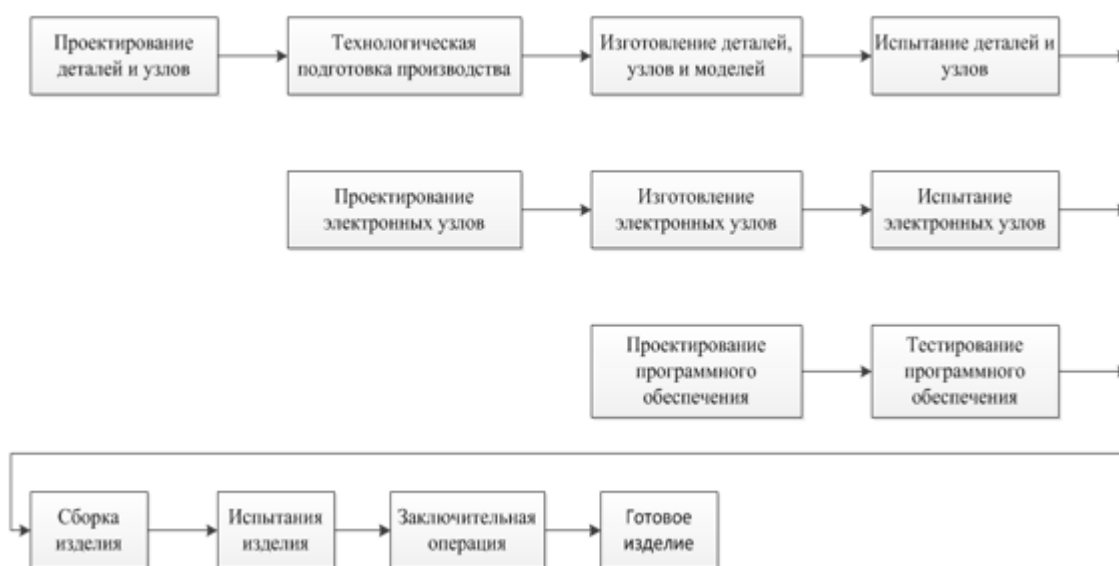 Проектирование
деталей и узлов
Технологическая
подготовка производства
Изготовление деталей,
узлов и моделей
Испытание деталей и
узлов
Проектирование
электронных узлов
Изготовление
электронных узлов
Испытание
электронных узлов
Проектирование
программного
обеспечения
Тестирование
программного
обеспечения
Сборка
изделия
Испытания
изделия
Заключительная
операция
Готовое
изделие